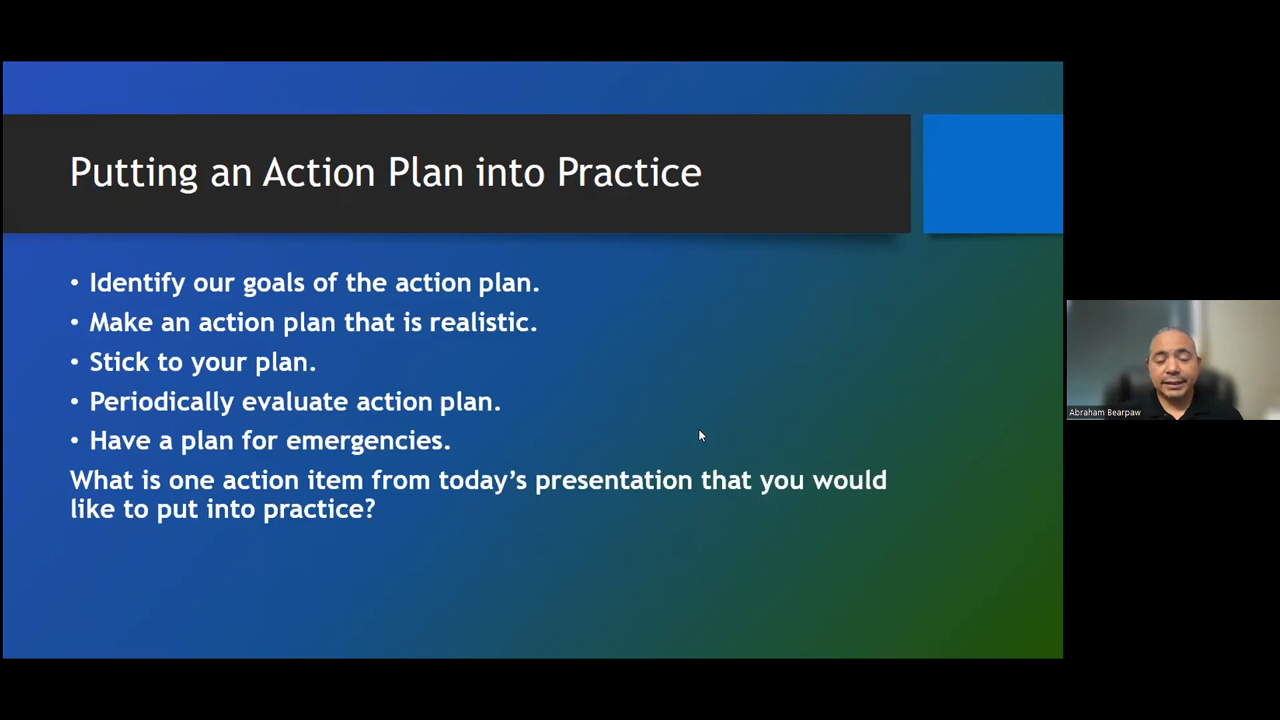 Putting an Action Plan into Practice
• Identify our goals of the action plan.
• Make an action plan that is realistic.
• Stick to your plan.
• Periodically evaluate action plan.
• Have a plan for emergencies.
What is one action item from today’s presentation that you would
like to put into practice?
Abraham Bearpaw